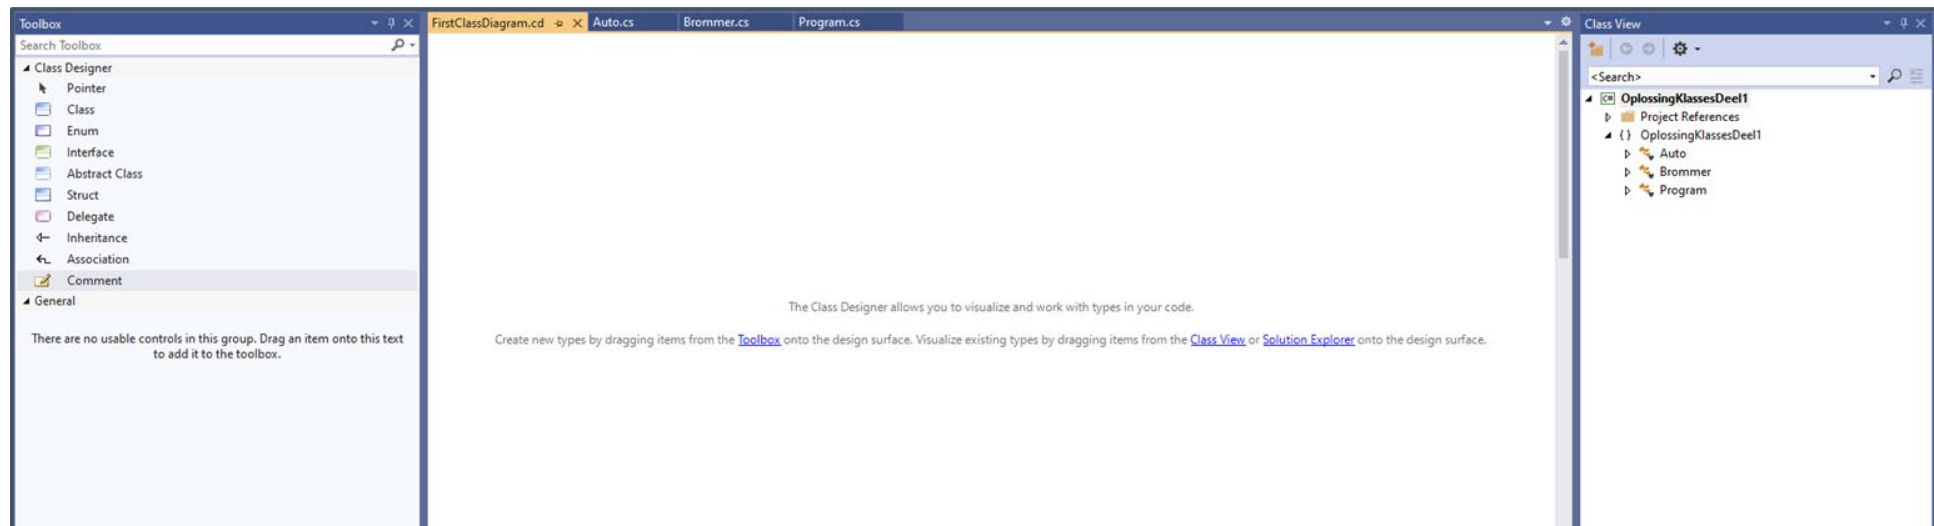 Toolbox
Search Toolbox
Class Designer
Pointer
Class
Enum
Interface
Abstract Class
Struct
Delegate
Inheritance
Association
Comment
General
There are no usable controls in this group. Drag an item onto this text
to add it to the toolbox.
FirstClassDiagram.cd
Auto.cs
Brommer.cs
Program.cs
The Class Designer allows you to visualize and work with types in your code.
Create new types by dragging items from the Toolbox onto the design surface. Visualize existing types by dragging items from the Class View or Solution Explorer onto the design surface.
Class View
<Search>
C#
OplossingKlassesDeel1
Project References
{} OplossingKlassesDeel1
Auto
Brommer
Program